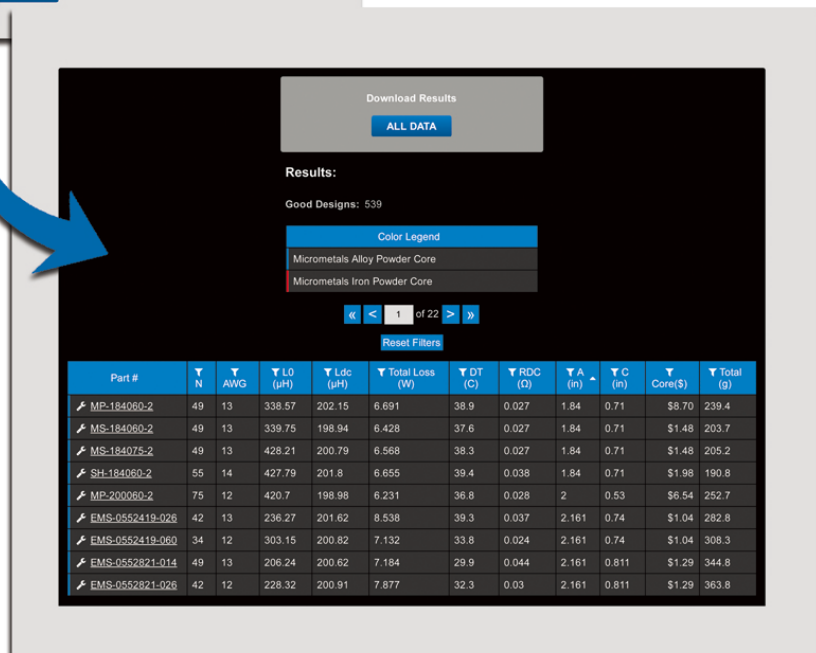 Download Results
ALL DATA
Results:
Good Designs: 539
Color Legend
Micrometals Alloy Powder Core
Micrometals Iron Powder Core
« < 1 of 22 > »
Reset Filters
Part # N AWG L0 (μH) Ldc (μH) Total Loss (W) DT (C) RDC (Ω) A (in) C (in) Core($) Total (g)
MP-184060-2 49 13 338.57 202.15 6.691 38.9 0.027 1.84 0.71 $8.70 239.4
MS-184060-2 49 13 339.75 198.94 6.428 37.6 0.027 1.84 0.71 $1.48 203.7
MS-184075-2 49 13 428.21 200.79 6.568 38.3 0.027 1.84 0.71 $1.48 205.2
SH-184060-2 55 14 427.79 201.8 6.655 39.4 0.038 1.84 0.71 $1.98 190.8
MP-200060-2 75 12 420.7 198.98 6.231 36.8 0.028 2 0.53 $6.54 252.7
EMS-0552419-026 42 13 236.27 201.62 8.538 39.3 0.037 2.161 0.74 $1.04 282.8
EMS-0552419-060 34 12 303.15 200.82 7.132 33.8 0.024 2.161 0.74 $1.04 308.3
EMS-0552821-014 49 13 206.24 200.62 7.184 29.9 0.044 2.161 0.811 $1.29 344.8
EMS-0552821-026 42 12 228.32 200.91 7.877 32.3 0.03 2.161 0.811 $1.29 363.8